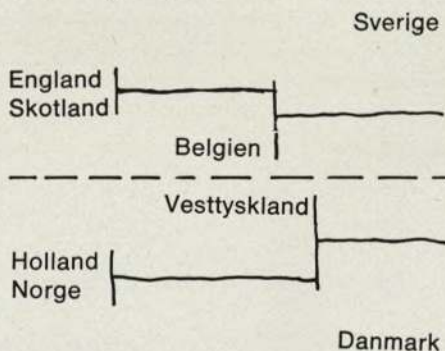 Sverige
England
Skotland
Belgien
Vesttyskland
Holland
Norge
Danmark